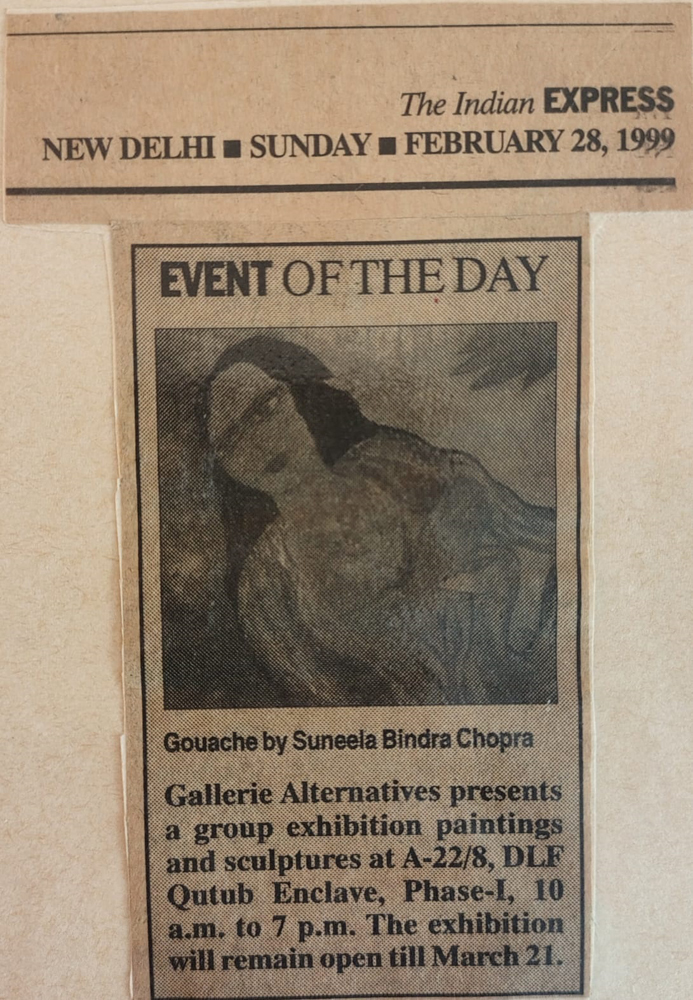 The Indian EXPRESS
NEW DELHI ■ SUNDAY ■ FEBRUARY 28, 1999
EVENT OF THE DAY
Gouache by Suneela Bindra Chopra
Gallerie Alternatives presents
a group exhibition paintings
and sculptures at A-22/8, DLF
Qutub Enclave, Phase-I, 10
a.m. to 7 p.m. The exhibition
will remain open till March 21.